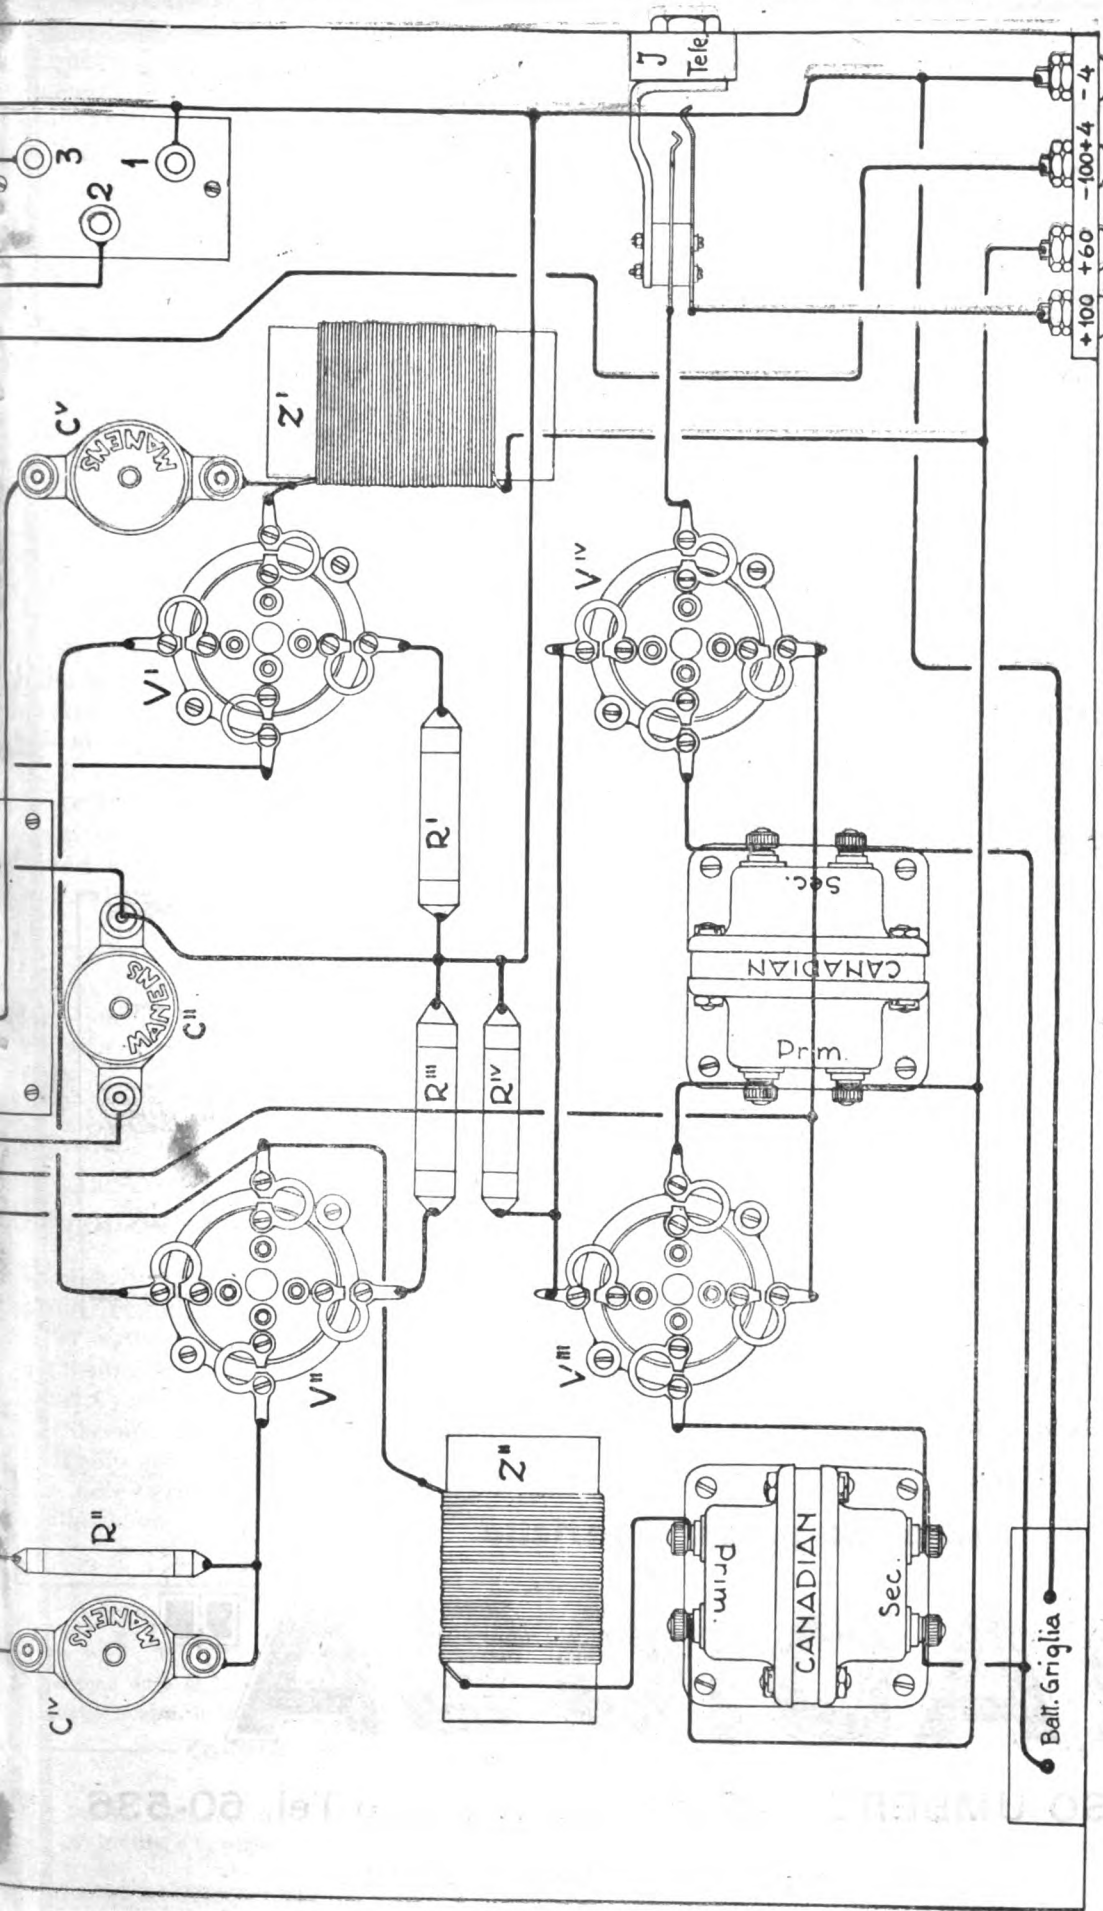 J
Tele.
-4
-100+4
+60
+100
3
1
2
Z'
C^V
MANENS
V^I
V^IV
R'
Sec.
CANADIAN
Prim.
MANENS
C"
R'''
R^IV
V"
V'''
Z"
R"
MANENS
C^IV
Prim.
CANADIAN
Sec.
Batt. Griglia
60-536